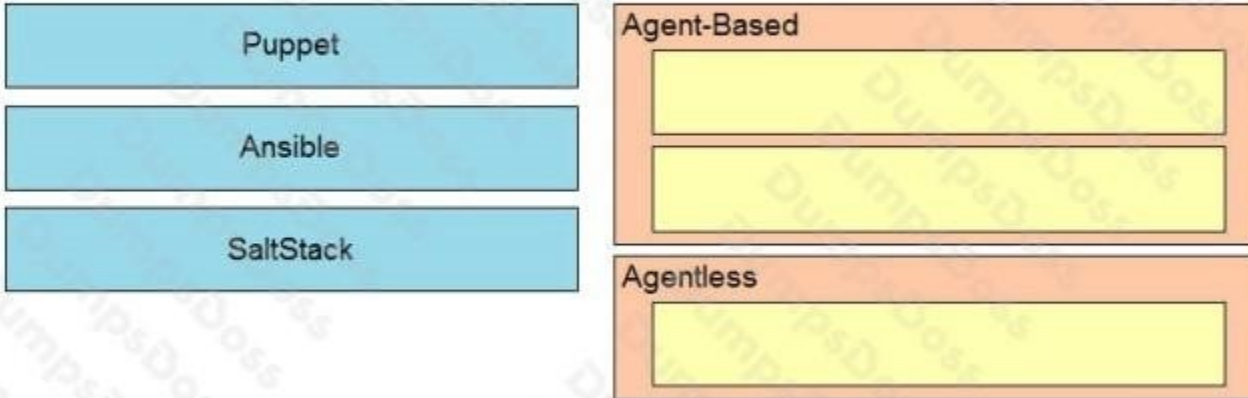 Puppet
Ansible
SaltStack
Agent-Based
Agentless